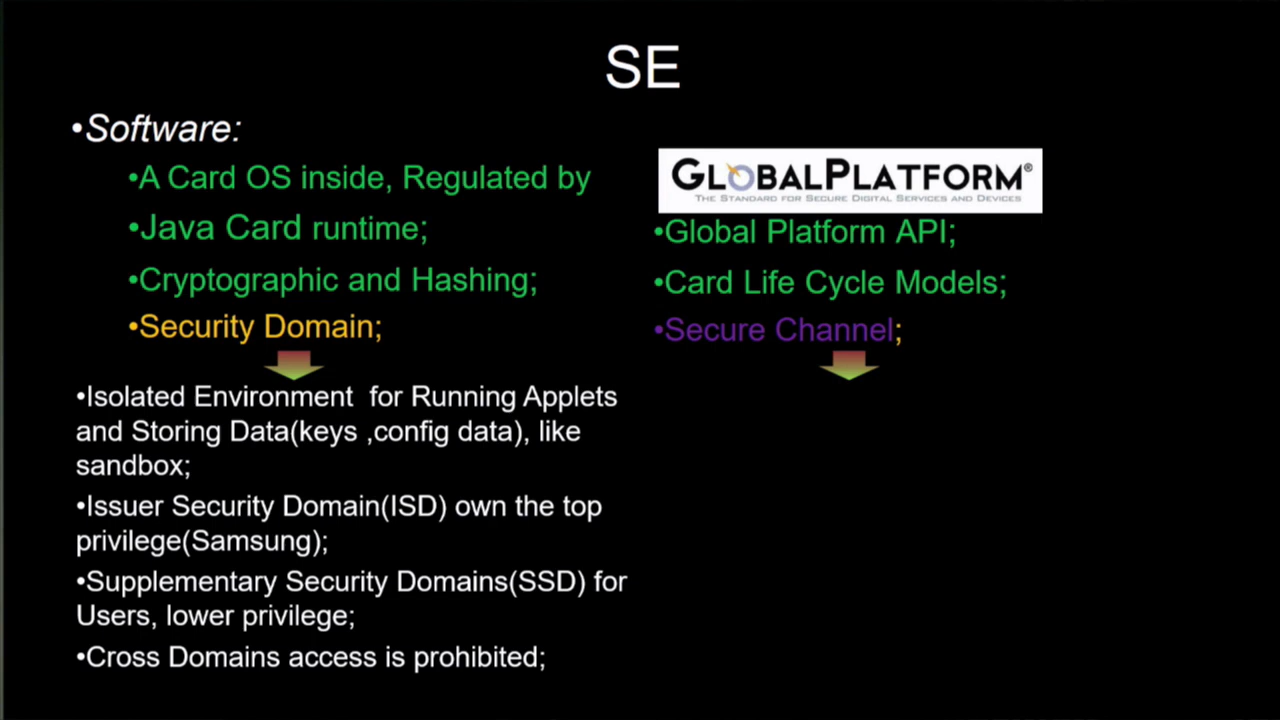 SE
•Software:
•A Card OS inside, Regulated by
•Java Card runtime;
•Cryptographic and Hashing;
•Security Domain;
GLOBALPLATFORM®
THE STANDARD FOR SECURE DIGITAL SERVICES AND DEVICES
•Global Platform API;
•Card Life Cycle Models;
•Secure Channel;
•Isolated Environment for Running Applets
and Storing Data(keys ,config data), like
sandbox;
•Issuer Security Domain(ISD) own the top
privilege(Samsung);
•Supplementary Security Domains(SSD) for
Users, lower privilege;
•Cross Domains access is prohibited;